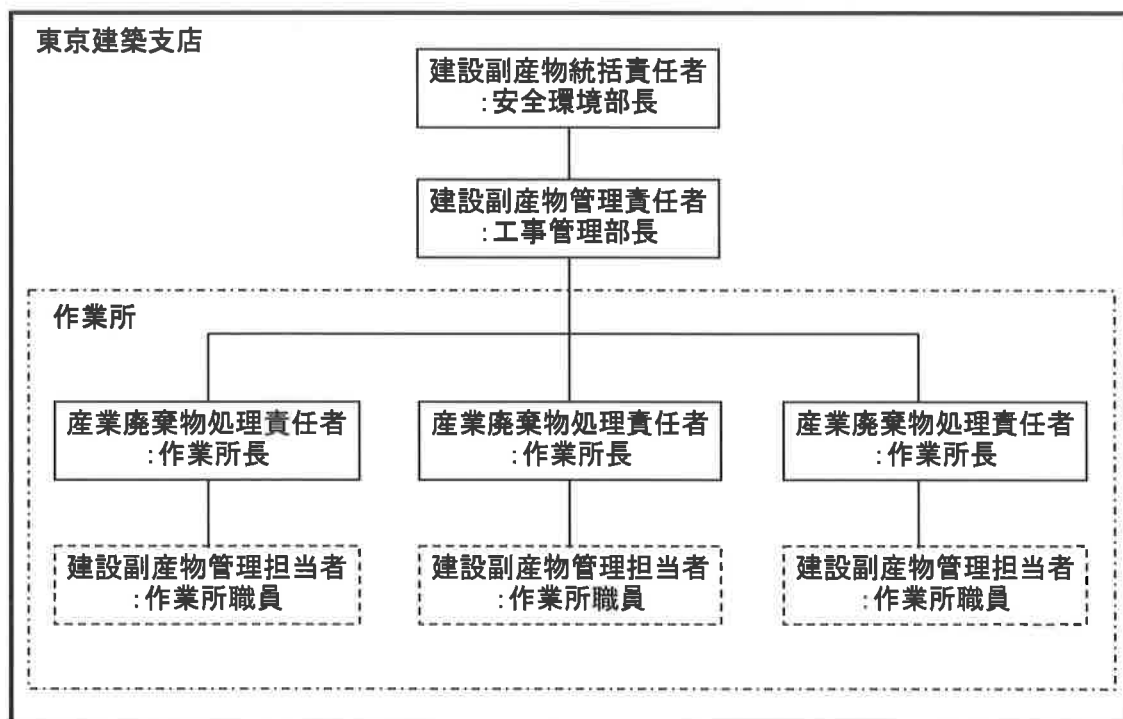 東京建築支店
建設副産物統括責任者
:安全環境部長
建設副産物管理責任者
:工事管理部長
作業所
産業廃棄物処理責任者
:作業所長
産業廃棄物処理責任者
:作業所長
産業廃棄物処理責任者
:作業所長
建設副産物管理担当者
:作業所職員
建設副産物管理担当者
:作業所職員
建設副産物管理担当者
:作業所職員